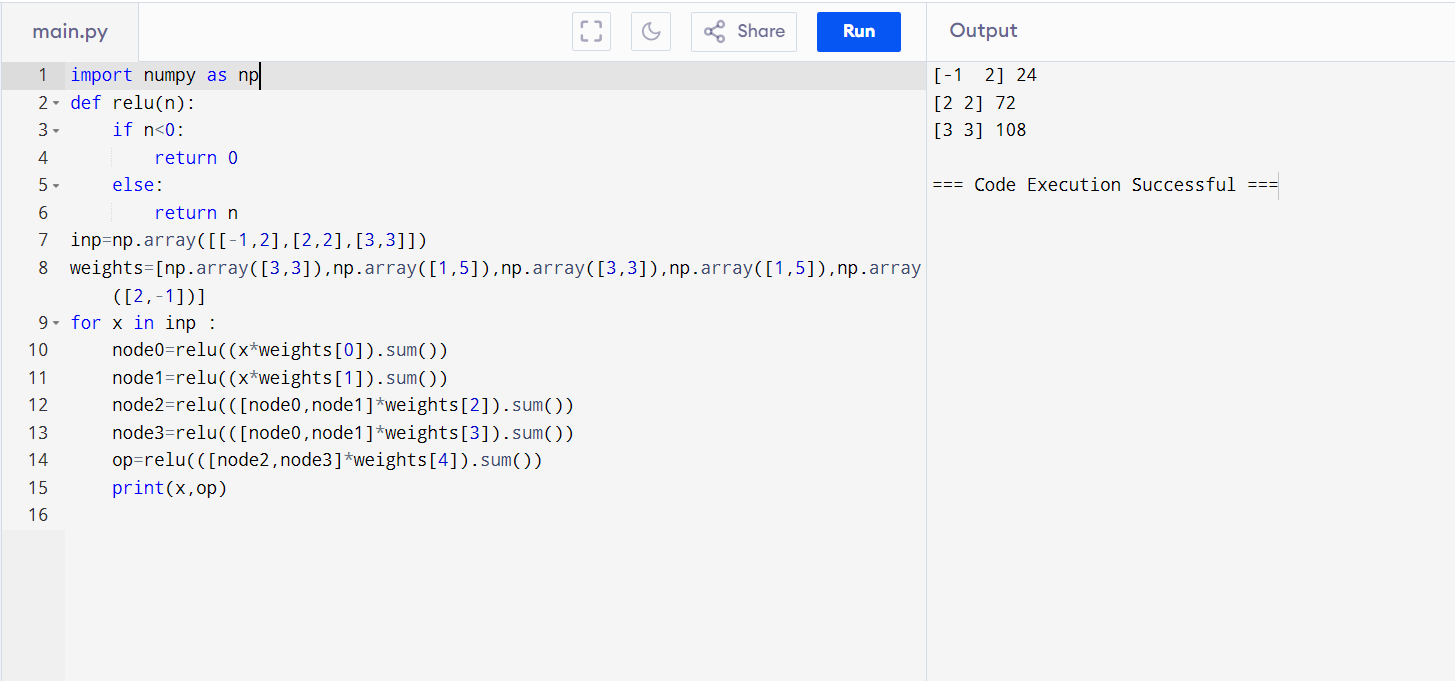 main.py Share Run Output
1 import numpy as np
2 def relu(n):
3     if n<0:
4         return 0
5     else:
6         return n
7 inp=np.array([[-1,2],[2,2],[3,3]])
8 weights=[np.array([3,3]),np.array([1,5]),np.array([3,3]),np.array([1,5]),np.array
([2,-1])]
9 for x in inp :
10     node0=relu((x*weights[0]).sum())
11     node1=relu((x*weights[1]).sum())
12     node2=relu(([node0,node1]*weights[2]).sum())
13     node3=relu(([node0,node1]*weights[3]).sum())
14     op=relu(([node2,node3]*weights[4]).sum())
15     print(x,op)
16
[-1  2] 24
[2 2] 72
[3 3] 108
=== Code Execution Successful ===